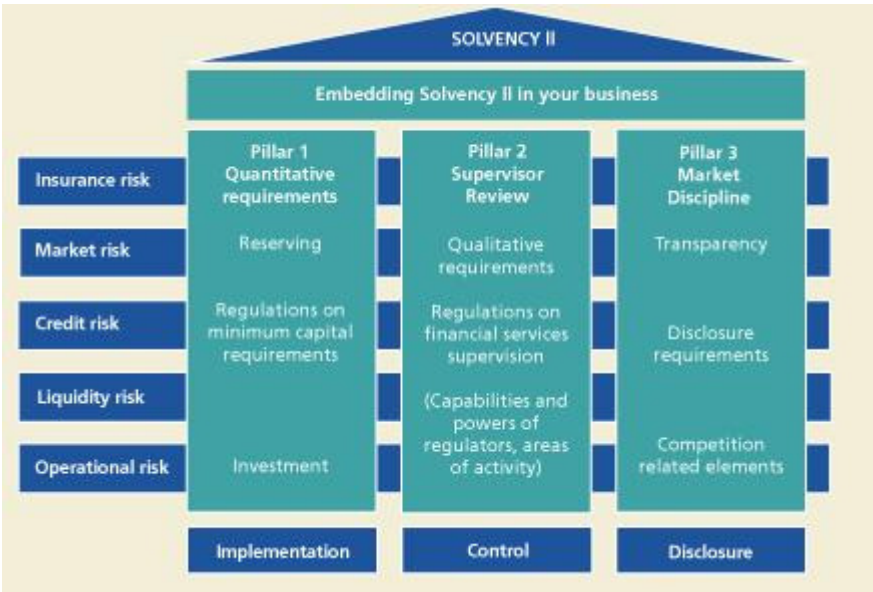 SOLVENCY II
Embedding Solvency II in your business
Insurance risk
Market risk
Credit risk
Liquidity risk
Operational risk
Pillar 1
Quantitative
requirements
Reserving
Regulations on
minimum capital
requirements
Investment
Implementation
Pillar 2
Supervisor
Review
Qualitative
requirements
Regulations on
financial services
supervision
(Capabilities and
powers of
regulators, areas
of activity)
Control
Pillar 3
Market
Discipline
Transparency
Disclosure
requirements
Competition
related elements
Disclosure